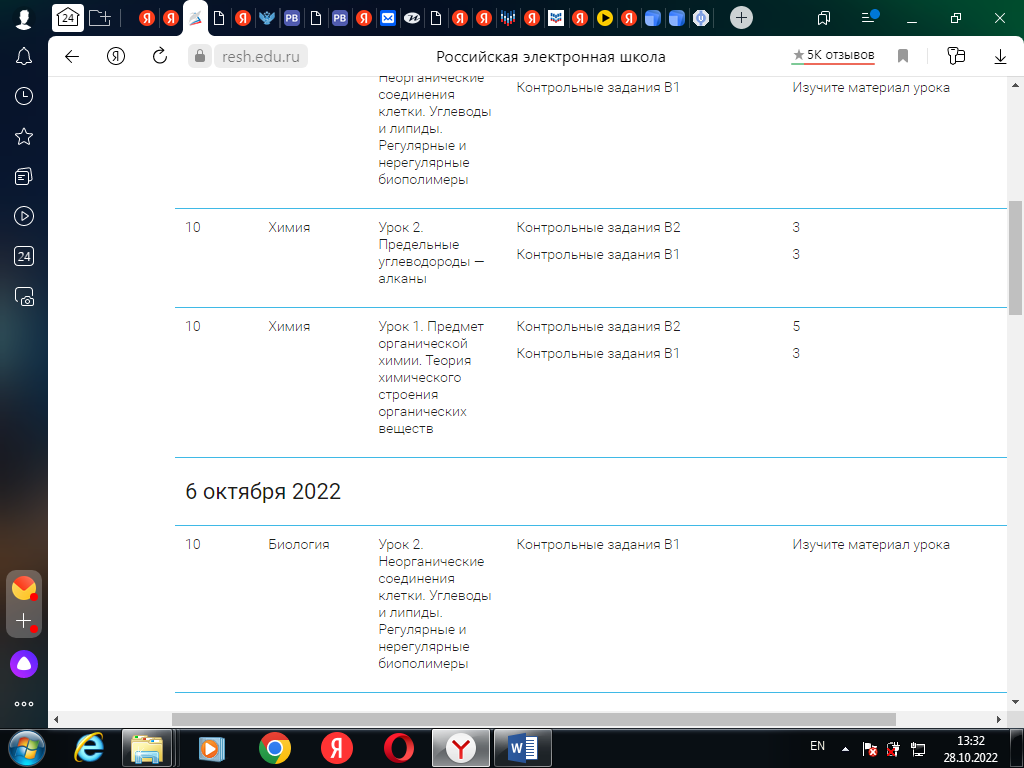 24
РВ
РВ
resh.edu.ru
Российская электронная школа
5К отзывов
Неорганические
соединения
клетки. Углеводы
и липиды.
Регулярные и
нерегулярные
биополимеры
Контрольные задания В1
Изучите материал урока
10
Химия
Урок 2.
Предельные
углеводороды —
алканы
Контрольные задания В2
3
Контрольные задания В1
3
10
Химия
Урок 1. Предмет
органической
химии. Теория
химического
строения
органических
веществ
Контрольные задания В2
5
Контрольные задания В1
3
6 октября 2022
10
Биология
Урок 2.
Неорганические
соединения
клетки. Углеводы
и липиды.
Регулярные и
нерегулярные
биополимеры
Контрольные задания В1
Изучите материал урока
24
EN
13:32
28.10.2022